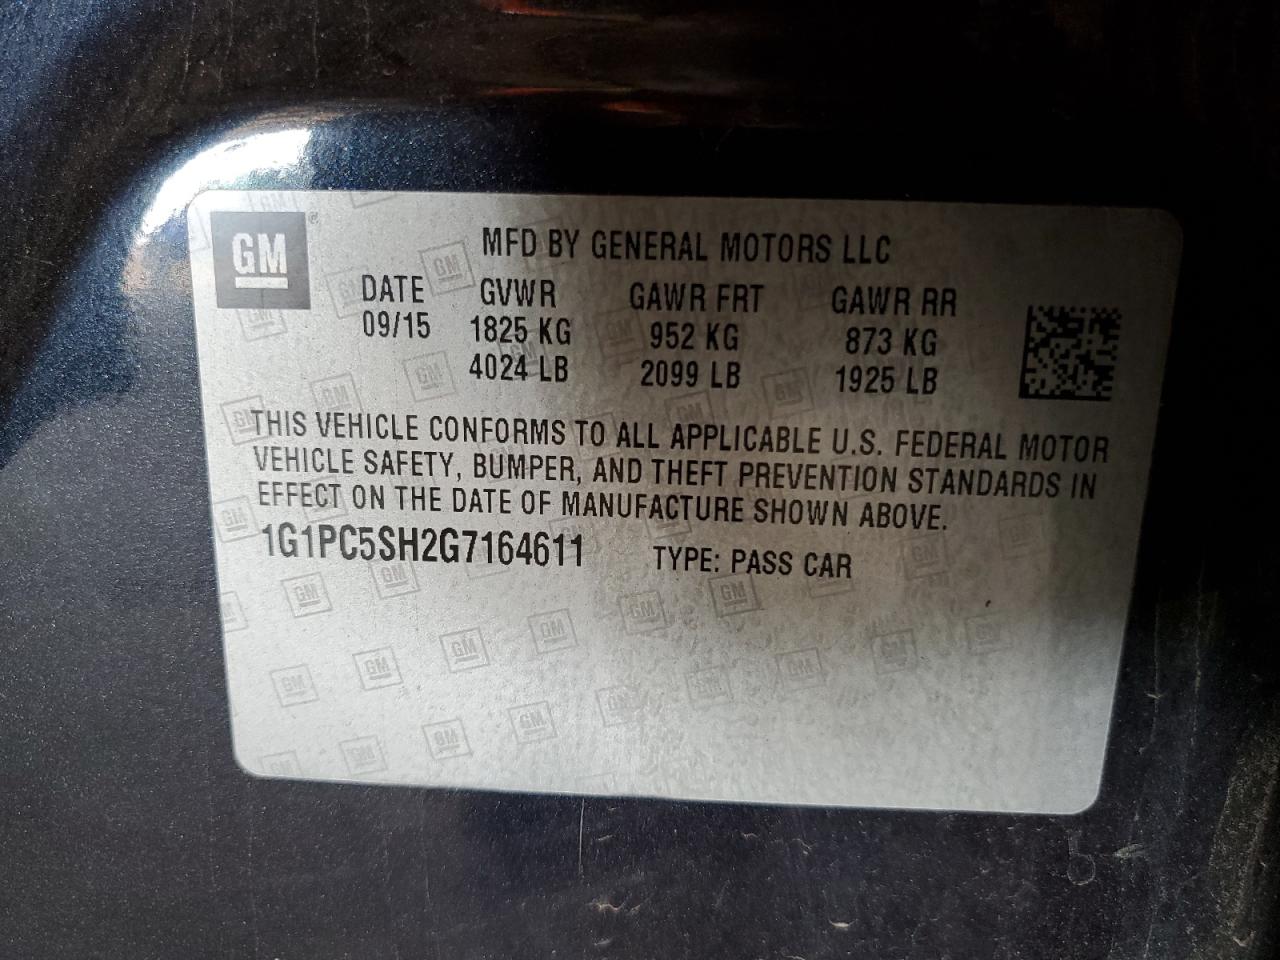 GM ®
MFD BY GENERAL MOTORS LLC
DATE GVWR GAWR FRT GAWR RR
09/15 1825 KG 952 KG 873 KG
4024 LB 2099 LB 1925 LB
THIS VEHICLE CONFORMS TO ALL APPLICABLE U.S. FEDERAL MOTOR
VEHICLE SAFETY, BUMPER, AND THEFT PREVENTION STANDARDS IN
EFFECT ON THE DATE OF MANUFACTURE SHOWN ABOVE.
1G1PC5SH2G7164611 TYPE: PASS CAR